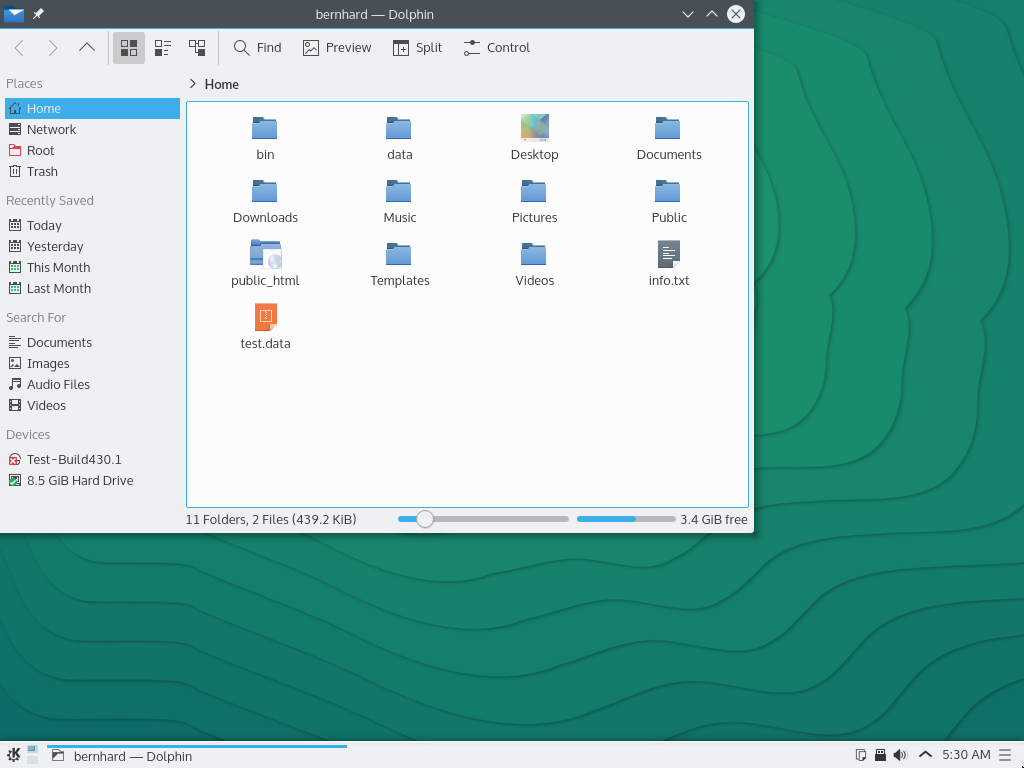 bernhard — Dolphin
Find
Preview
Split
Control
Places
Home
Network
Root
Trash
Recently Saved
Today
Yesterday
This Month
Last Month
Search For
Documents
Images
Audio Files
Videos
Devices
Test-Build430.1
8.5 GiB Hard Drive
Home
bin
data
Desktop
Documents
Downloads
Music
Pictures
Public
public_html
Templates
Videos
info.txt
test.data
11 Folders, 2 Files (439.2 KiB)
3.4 GiB free
bernhard — Dolphin
5:30 AM